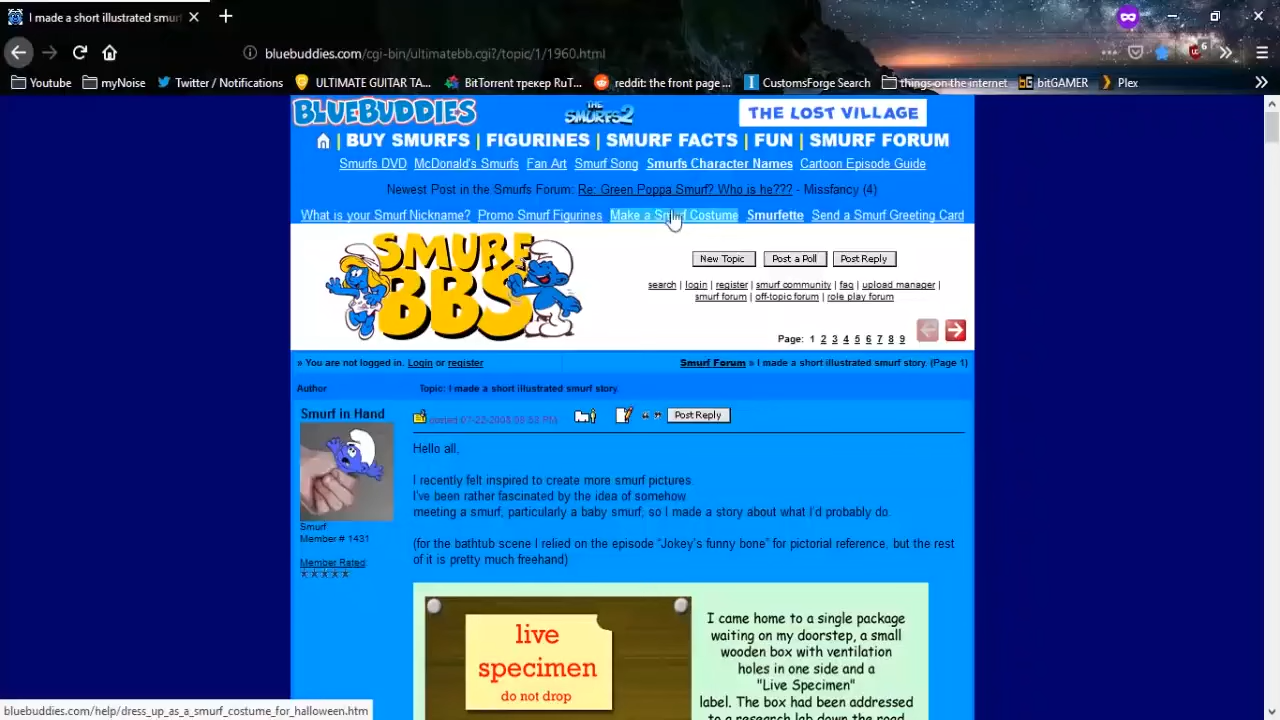 I made a short illustrated smurf
bluebuddies.com/cgi-bin/ultimatebb.cgi?/topic/1/1960.html
6
Youtube
myNoise
Twitter / Notifications
ULTIMATE GUITAR TA...
BitTorrent трекер RuT...
reddit the front page ...
CustomsForge Search
things on the internet
bitGAMER
Plex
BLUEBUDDIES
THE SMURFS2
THE LOST VILLAGE
BUY SMURFS | FIGURINES | SMURF FACTS | FUN | SMURF FORUM
Smurfs DVD McDonald's Smurfs Fan Art Smurf Song Smurfs Character Names Cartoon Episode Guide
Newest Post in the Smurfs Forum: Re: Green Poppa Smurf? Who is he??? - Missfancy (4)
What is your Smurf Nickname? Promo Smurf Figurines Make a Smurf Costume Smurfette Send a Smurf Greeting Card
SMURF BBS
New Topic Post a Poll Post Reply
search | login | register | smurf community | faq | upload manager |
smurf forum | off-topic forum | role play forum
Page: 1 2 3 4 5 6 7 8 9
» You are not logged in. Login or register
Smurf Forum » I made a short illustrated smurf story. (Page 1)
Author
Topic: I made a short illustrated smurf story.
Smurf in Hand
Smurf
Member # 1431
Member Rated:
Post Reply
Hello all,
I recently felt inspired to create more smurf pictures.
I've been rather fascinated by the idea of somehow
meeting a smurf, particularly a baby smurf, so I made a story about what I'd probably do.
(for the bathtub scene I relied on the episode "Jokey's funny bone" for pictorial reference, but the rest
of it is pretty much freehand)
live
specimen
do not drop
I came home to a single package
waiting on my doorstep, a small
wooden box with ventilation
holes in one side and a
"Live Specimen"
label. The box had been addressed
to a research lab down the road
bluebuddies.com/help/dress_up_as_a_smurf_costume_for_halloween.htm